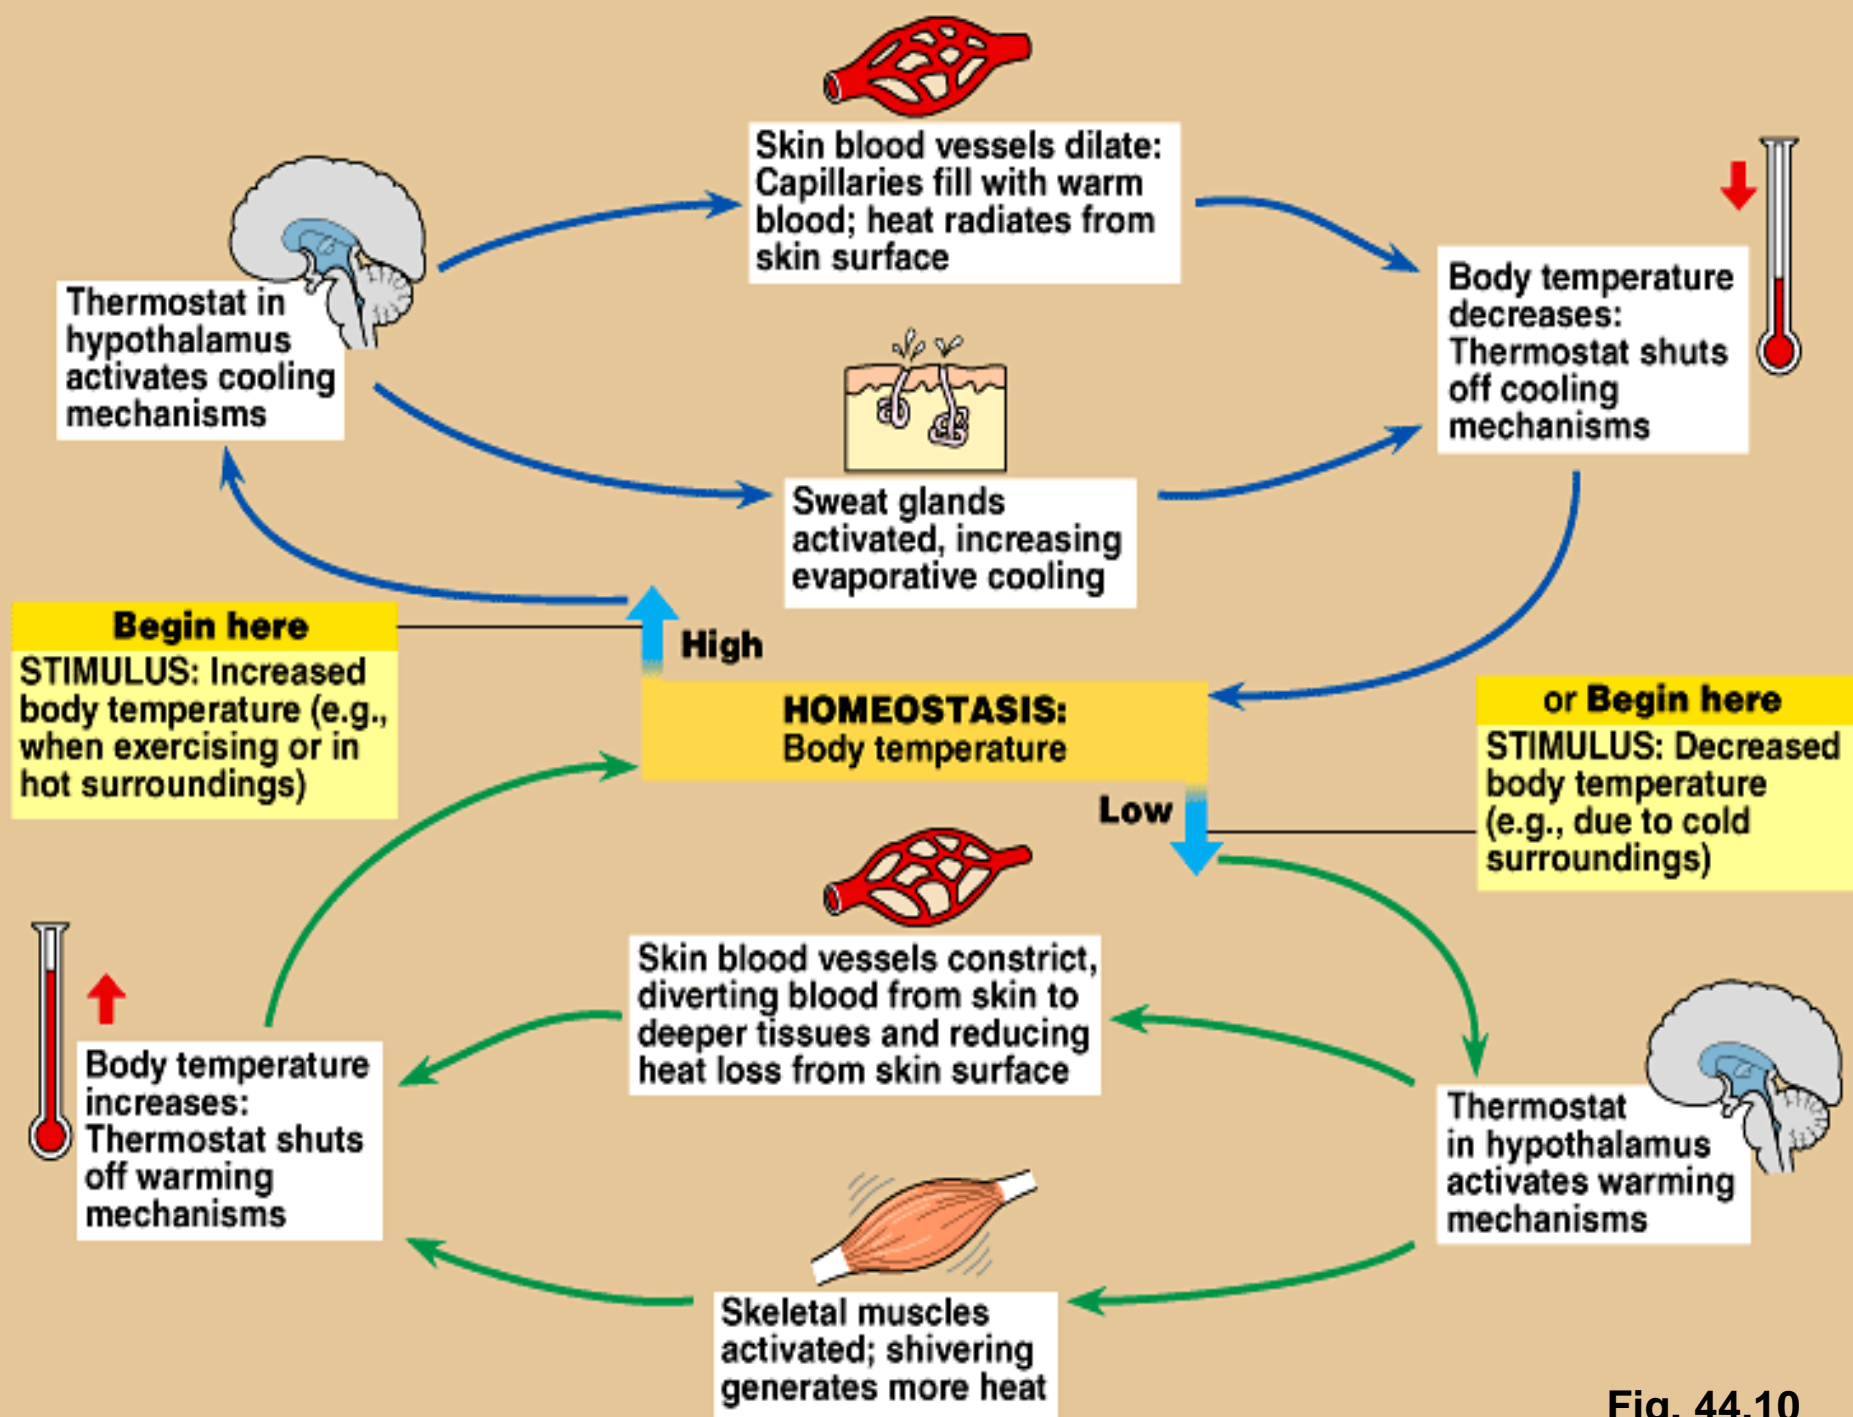 Skin blood vessels dilate:
Capillaries fill with warm
blood; heat radiates from
skin surface
Thermostat in
hypothalamus
activates cooling
mechanisms
Body temperature
decreases:
Thermostat shuts
off cooling
mechanisms
Sweat glands
activated, increasing
evaporative cooling
Begin here
STIMULUS: Increased
body temperature (e.g.,
when exercising or in
hot surroundings)
High
HOMEOSTASIS:
Body temperature
Low
or Begin here
STIMULUS: Decreased
body temperature
(e.g., due to cold
surroundings)
Skin blood vessels constrict,
diverting blood from skin to
deeper tissues and reducing
heat loss from skin surface
Body temperature
increases:
Thermostat shuts
off warming
mechanisms
Thermostat
in hypothalamus
activates warming
mechanisms
Skeletal muscles
activated; shivering
generates more heat
Fig. 44.10